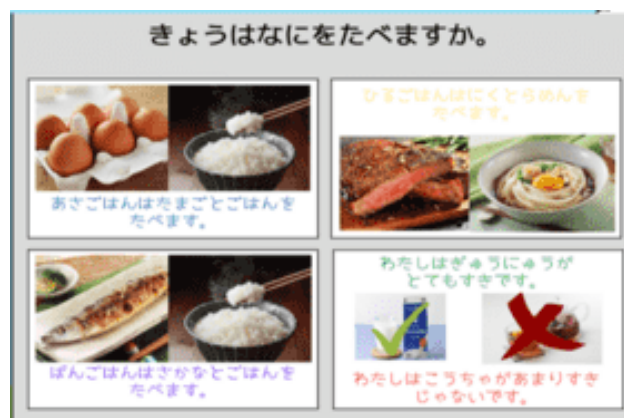 きょうはなにをたべますか。
あさごはんはたまごとごはんを
たべます。
ひるごはんはにくとらめんを
たべます。
ばんごはんはさかなとごはんを
たべます。
わたしはぎゅうにゅうが
とてもすきです。
わたしはこうちゃがあまりすき
じゃないです。